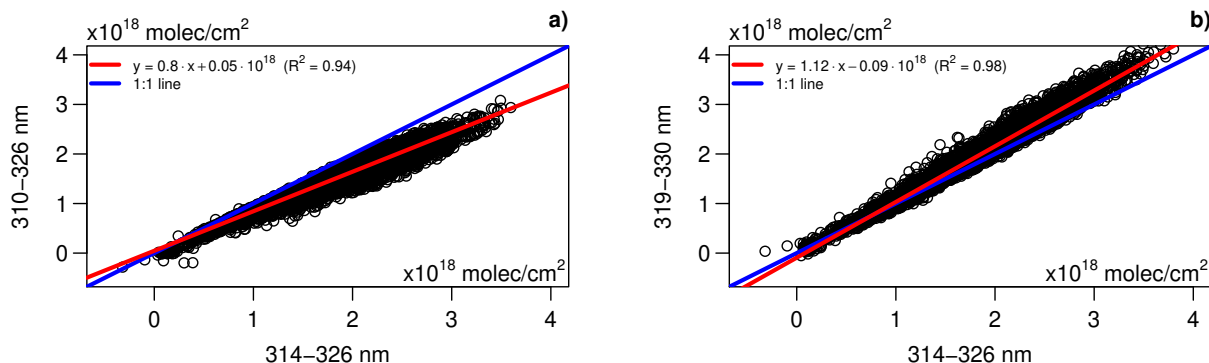 x10^18 molec/cm^2
a)
y = 0.8 · x + 0.05 · 10^18 (R^2 = 0.94)
1:1 line
4
3
2
1
0
310−326 nm
x10^18 molec/cm^2
0 1 2 3 4
314−326 nm
x10^18 molec/cm^2
b)
y = 1.12 · x − 0.09 · 10^18 (R^2 = 0.98)
1:1 line
4
3
2
1
0
319−330 nm
x10^18 molec/cm^2
0 1 2 3 4
314−326 nm